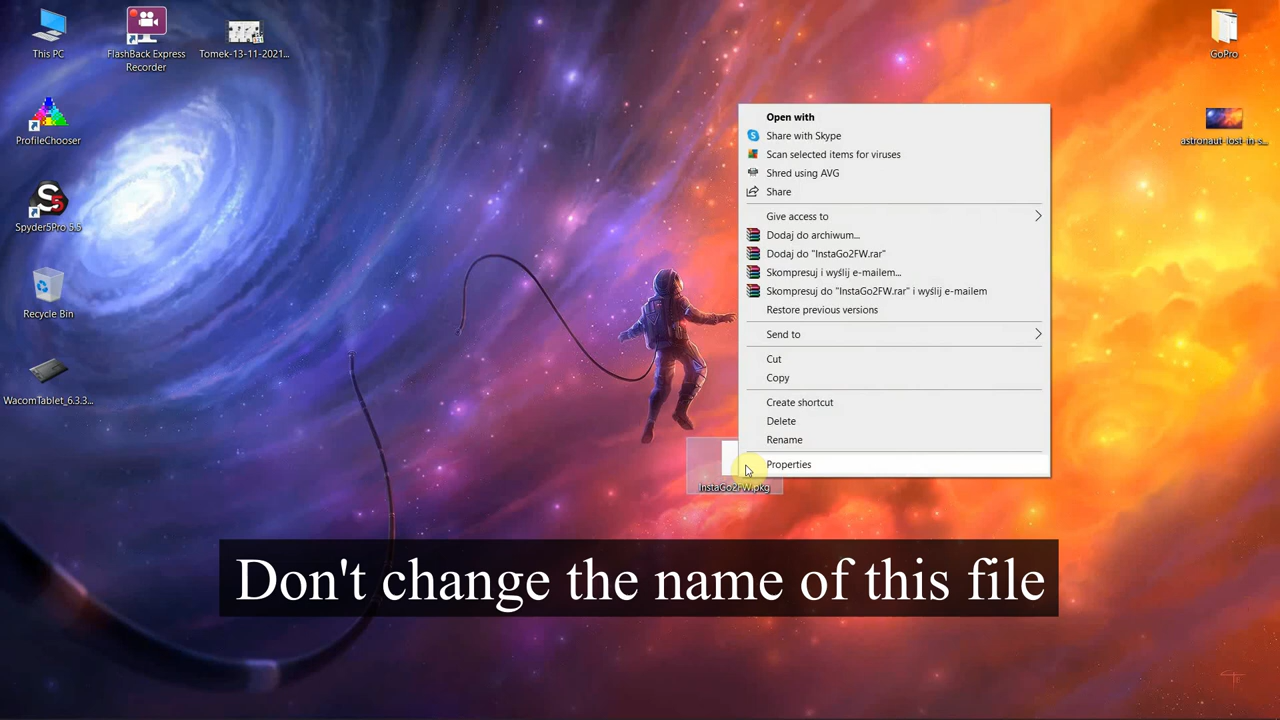 This PC
FlashBack Express
Recorder
Tomek-13-11-2021...
GoPro
ProfileChooser
astronaut-lost-in-s...
Spyder5Pro 5.5
Recycle Bin
WacomTablet_6.3.3...
Open with
Share with Skype
Scan selected items for viruses
Shred using AVG
Share
Give access to
Dodaj do archiwum...
Dodaj do "InstaGo2FW.rar"
Skompresuj i wyślij e-mailem...
Skompresuj do "InstaGo2FW.rar" i wyślij e-mailem
Restore previous versions
Send to
Cut
Copy
Create shortcut
Delete
Rename
Properties
InstaGo2FW.pkg
Don't change the name of this file